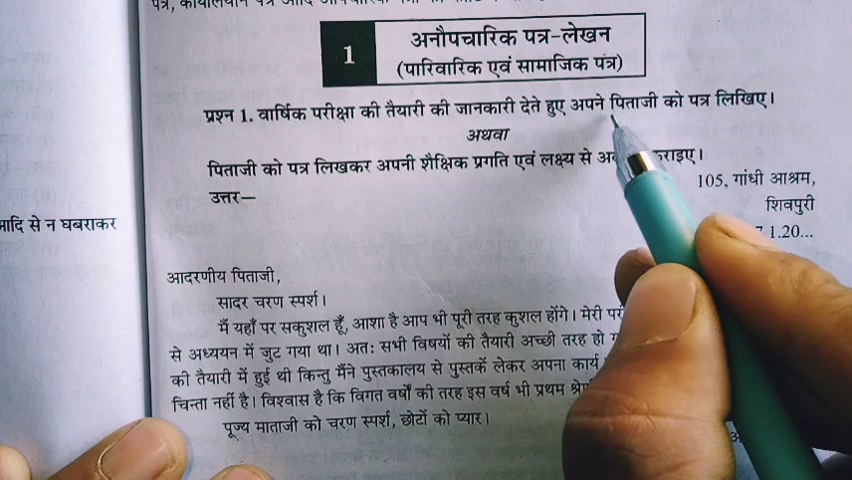 पत्र, कार्यालयीन पत्र आदि
1
अनौपचारिक पत्र-लेखन
(पारिवारिक एवं सामाजिक पत्र)
प्रश्न 1. वार्षिक परीक्षा की तैयारी की जानकारी देते हुए अपने पिताजी को पत्र लिखिए।
अथवा
पिताजी को पत्र लिखकर अपनी शैक्षिक प्रगति एवं लक्ष्य से कराइए।
उत्तर—
105, गांधी आश्रम,
शिवपुरी
1.20...
आदि से न घबराकर
आदरणीय पिताजी,
सादर चरण स्पर्श।
मैं यहाँ पर सकुशल हूँ, आशा है आप भी पूरी तरह कुशल होंगे। मेरी
से अध्ययन में जुट गया था। अतः सभी विषयों की तैयारी अच्छी तरह हो
की तैयारी में हुई थी किन्तु मैंने पुस्तकालय से पुस्तकें लेकर अपना कार्य
चिन्ता नहीं है। विश्वास है कि विगत वर्षों की तरह इस वर्ष भी प्रथम
पूज्य माताजी को चरण स्पर्श, छोटों को प्यार।